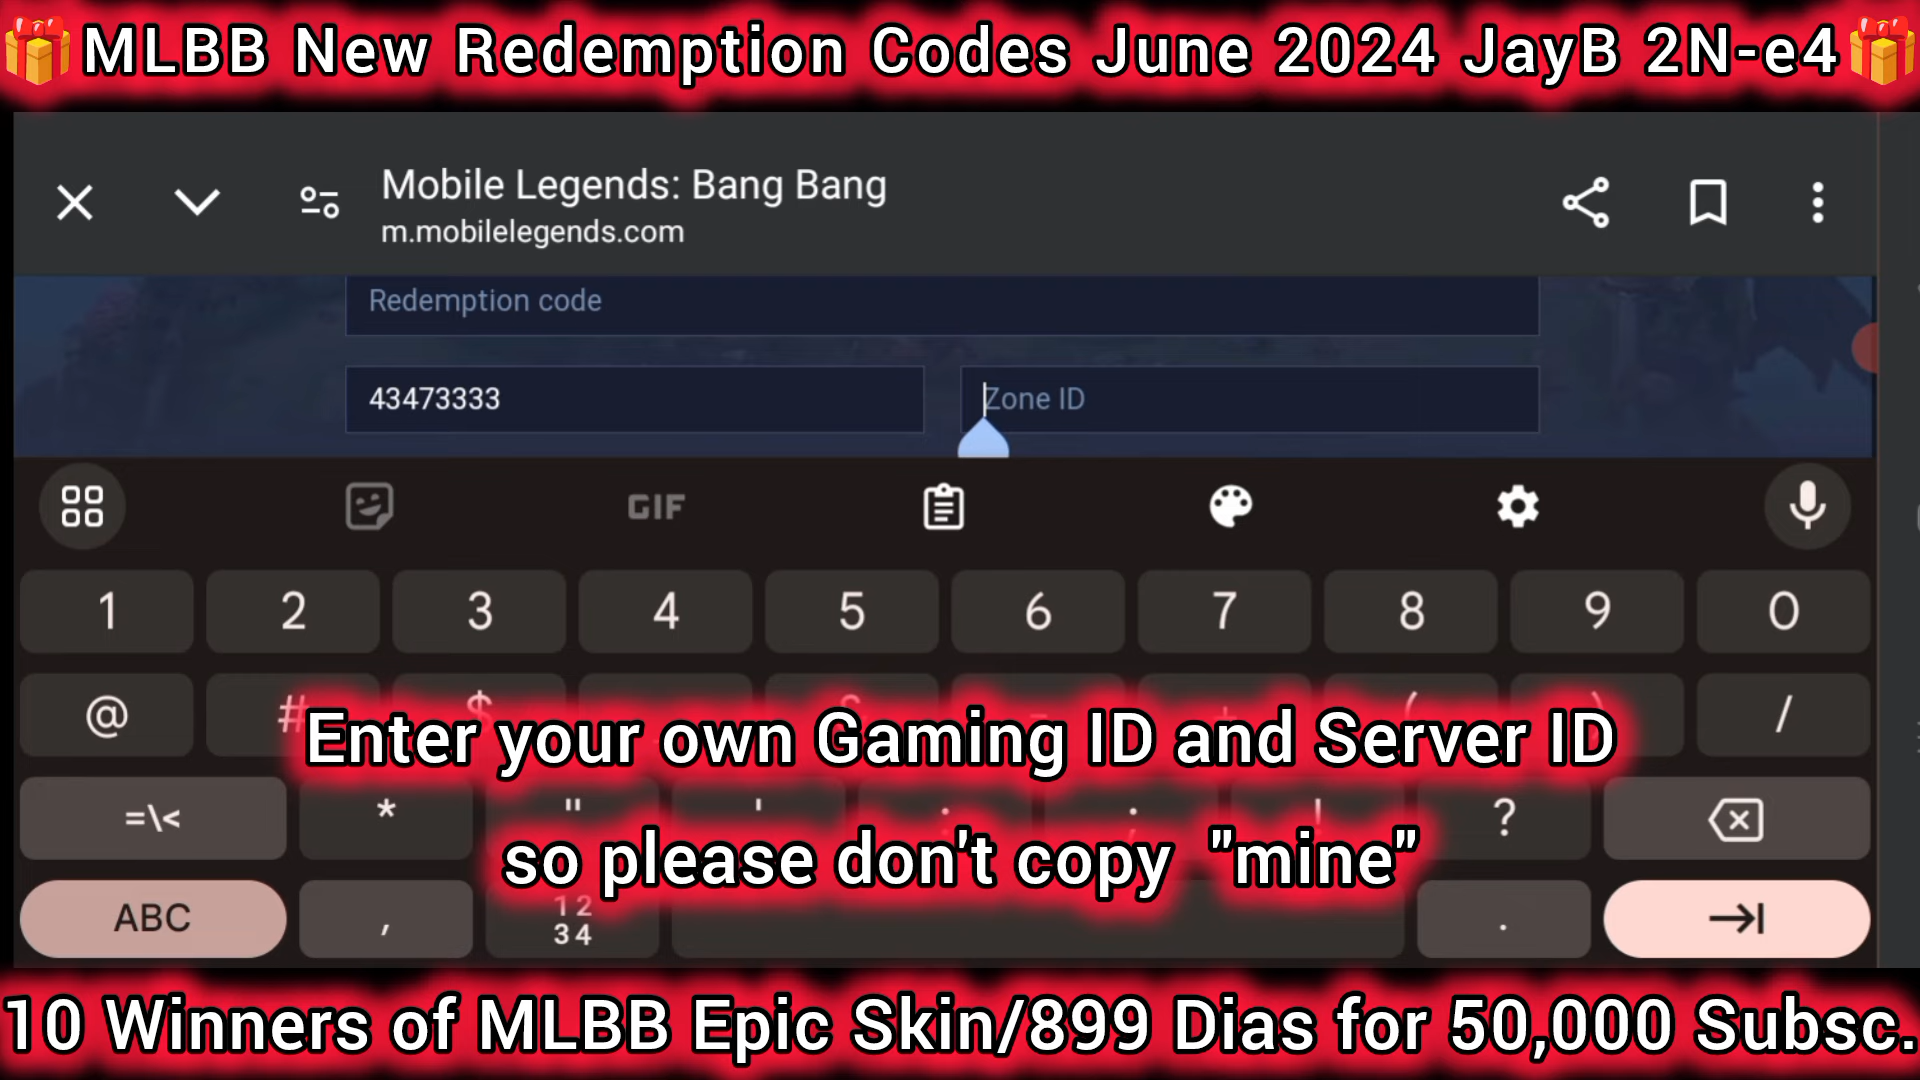 🎁MLBB New Redemption Codes June 2024 JayB 2N-e4🎁
Mobile Legends: Bang Bang
m.mobilelegends.com
Redemption code
43473333
Zone ID
GIF
1 2 3 4 5 6 7 8 9 0
@ # $ ( ) /
Enter your own Gaming ID and Server ID
=\< * " ' : ; ! ?
so please don't copy "mine"
ABC , 12 34 .
10 Winners of MLBB Epic Skin/899 Dias for 50,000 Subsc.